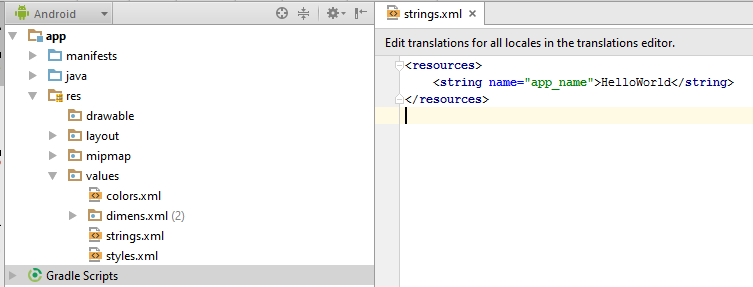 Android
app
manifests
java
res
drawable
layout
mipmap
values
colors.xml
dimens.xml (2)
strings.xml
styles.xml
Gradle Scripts
strings.xml
Edit translations for all locales in the translations editor.
<resources>
    <string name="app_name">HelloWorld</string>
</resources>